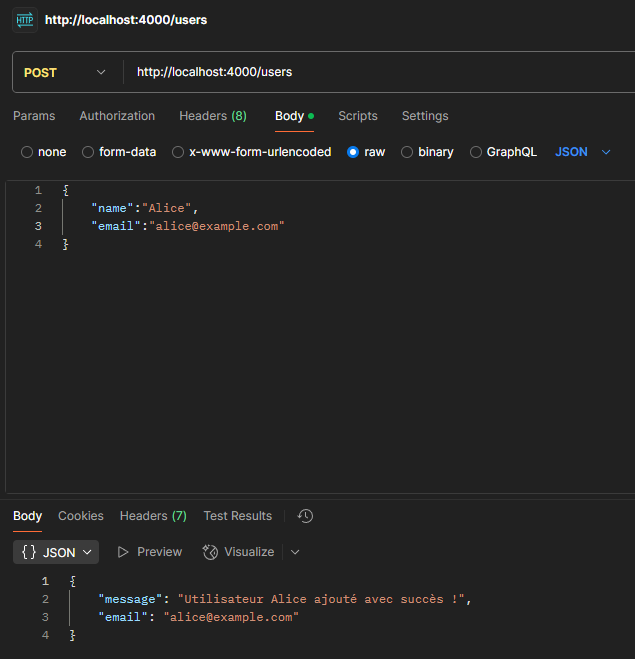 HTTP http://localhost:4000/users
POST http://localhost:4000/users
Params Authorization Headers (8) Body Scripts Settings
none form-data x-www-form-urlencoded raw binary GraphQL JSON
1 {
2 "name":"Alice",
3 "email":"alice@example.com"
4 }
Body Cookies Headers (7) Test Results
{} JSON Preview Visualize
1 {
2 "message": "Utilisateur Alice ajouté avec succès !",
3 "email": "alice@example.com"
4 }